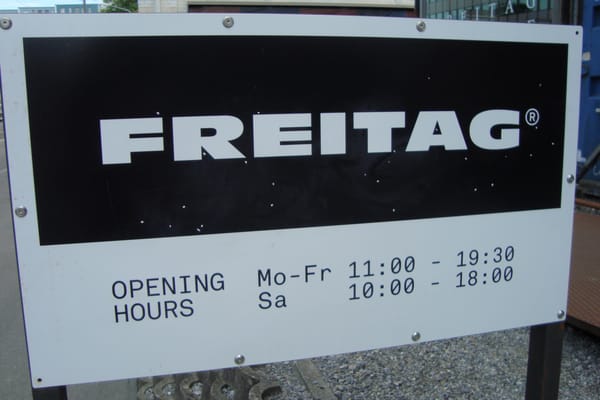 FREITAG®
OPENING HOURS Mo-Fr 11:00 - 19:30
Sa 10:00 - 18:00